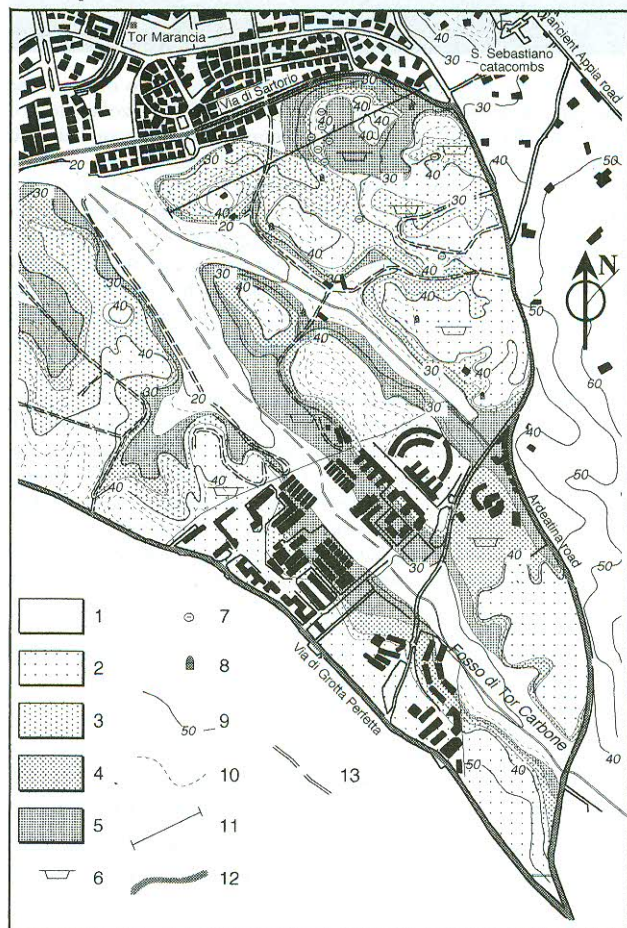 Tor Marancia
Via di Sartorio
S. Sebastiano
catacombs
ancient Appia road
Ardeatina road
N
Fosso di Tor Carbone
Via di Grotta Perfetta
20
30
40
50
60
1
2
3
4
5
6
7
8
50 9
10
11
12
13